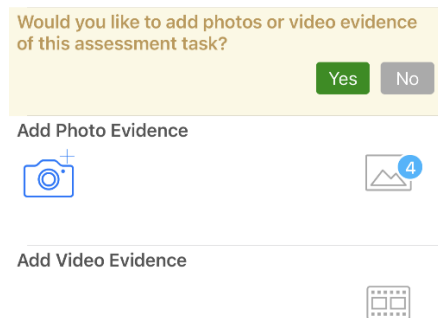 Would you like to add photos or video evidence
of this assessment task?
Yes
No
Add Photo Evidence
4
Add Video Evidence